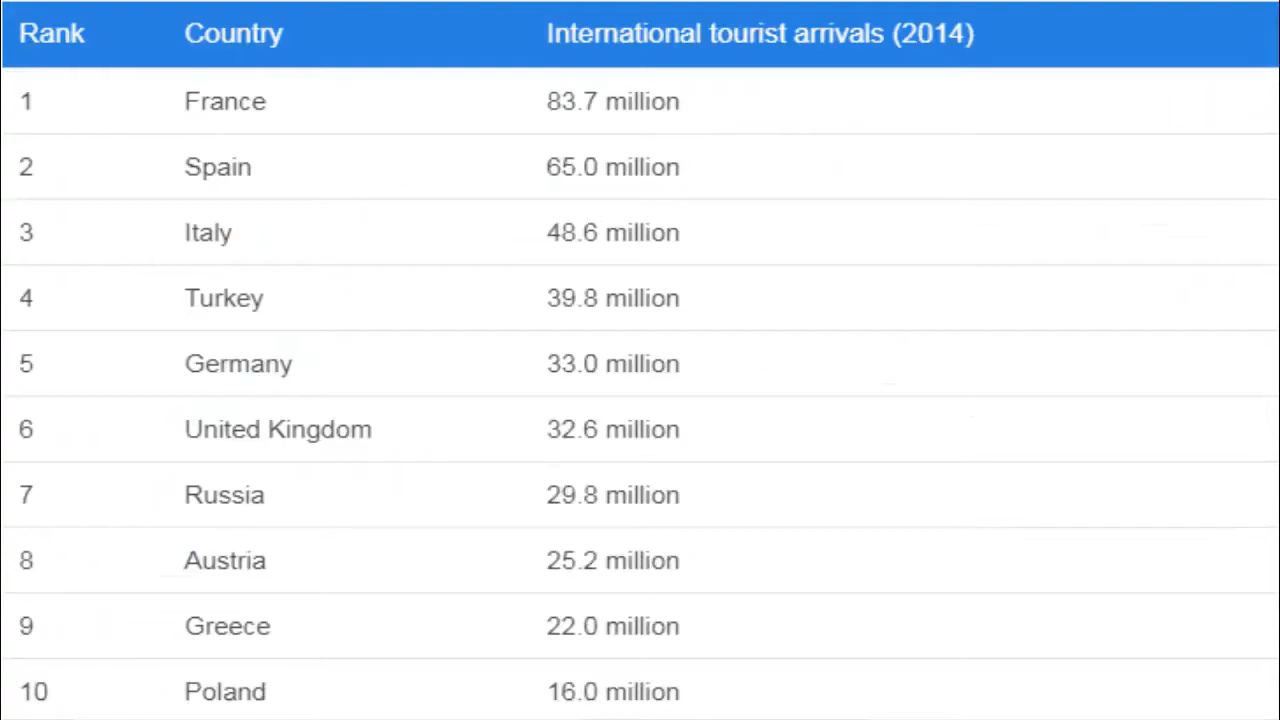 Rank Country International tourist arrivals (2014)
1 France 83.7 million
2 Spain 65.0 million
3 Italy 48.6 million
4 Turkey 39.8 million
5 Germany 33.0 million
6 United Kingdom 32.6 million
7 Russia 29.8 million
8 Austria 25.2 million
9 Greece 22.0 million
10 Poland 16.0 million